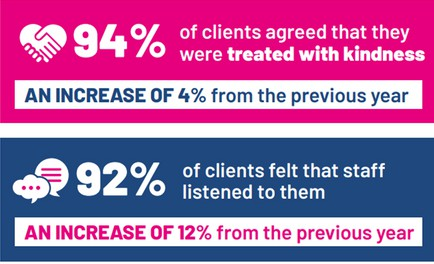 94% of clients agreed that they
were treated with kindness
AN INCREASE OF 4% from the previous year
92% of clients felt that staff
listened to them
AN INCREASE OF 12% from the previous year